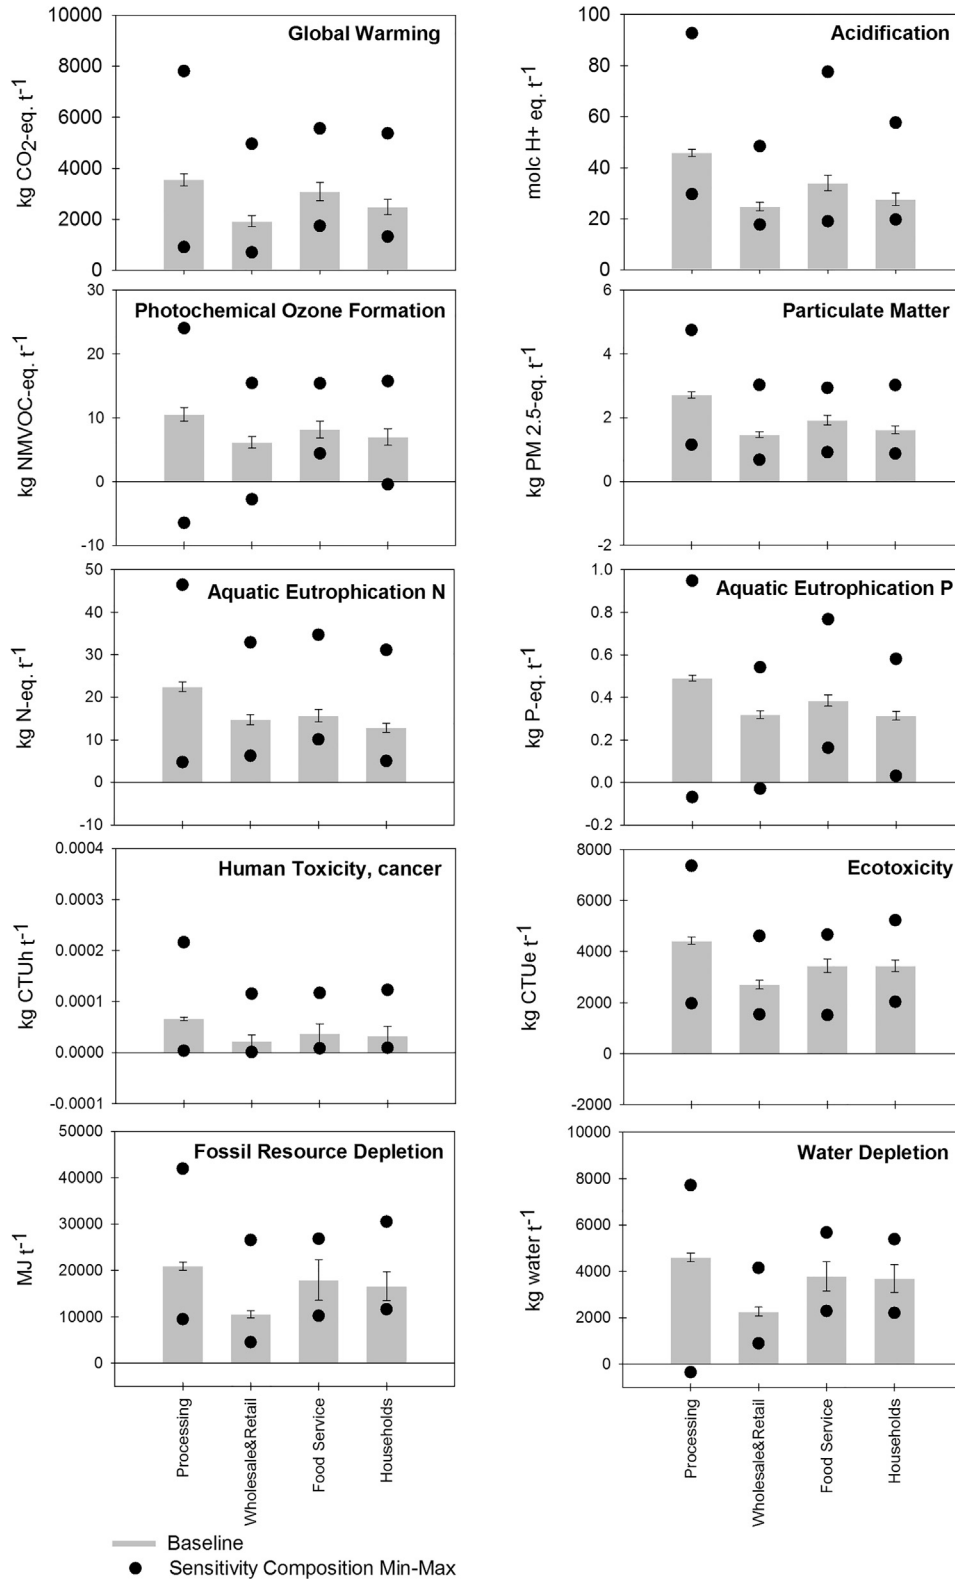 Global Warming
kg CO2-eq. t-1
10000
8000
6000
4000
2000
0
Acidification
molc H+ eq. t-1
100
80
60
40
20
0
Photochemical Ozone Formation
kg NMVOC-eq. t-1
30
20
10
0
-10
Particulate Matter
kg PM 2.5-eq. t-1
6
4
2
0
-2
Aquatic Eutrophication N
kg N-eq. t-1
50
40
30
20
10
0
-10
Aquatic Eutrophication P
kg P-eq. t-1
1.0
0.8
0.6
0.4
0.2
0.0
-0.2
Human Toxicity, cancer
kg CTUh t-1
0.0004
0.0003
0.0002
0.0001
0.0000
-0.0001
Ecotoxicity
kg CTUe t-1
8000
6000
4000
2000
0
-2000
Fossil Resource Depletion
MJ t-1
50000
40000
30000
20000
10000
0
Processing
Wholesale&Retail
Food Service
Households
Water Depletion
kg water t-1
10000
8000
6000
4000
2000
0
Processing
Wholesale&Retail
Food Service
Households
Baseline
Sensitivity Composition Min-Max